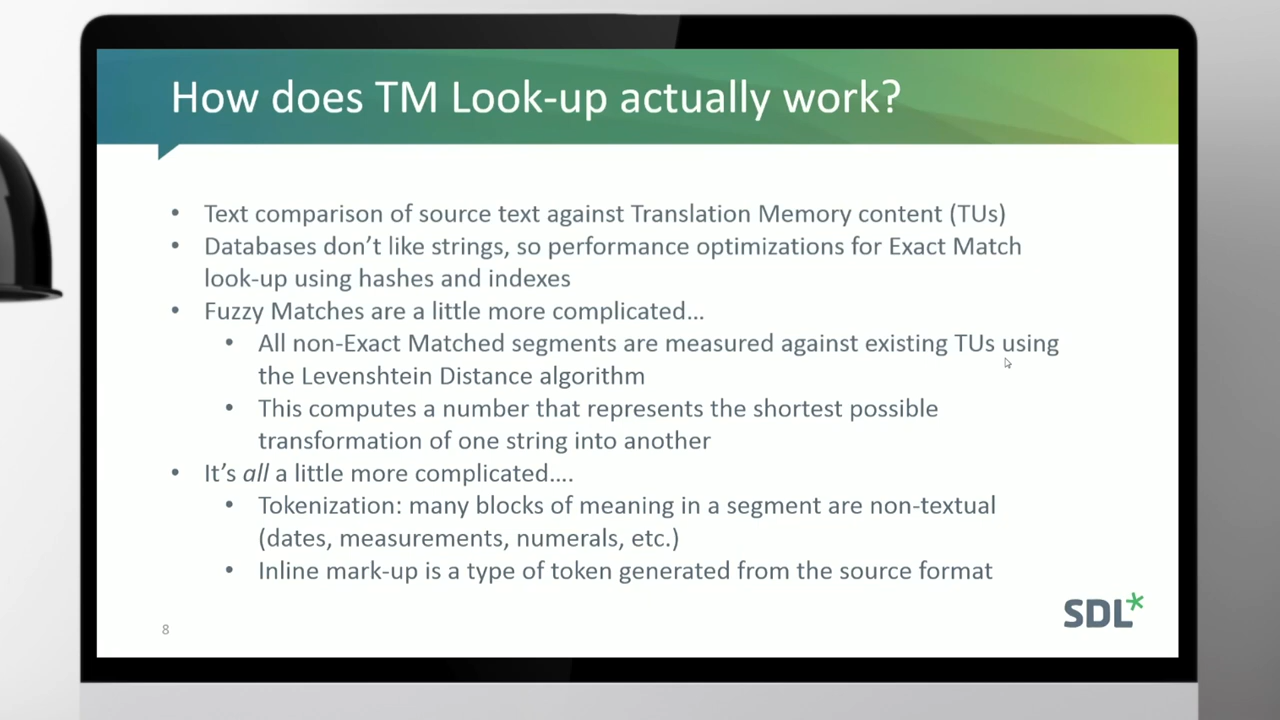 How does TM Look-up actually work?
• Text comparison of source text against Translation Memory content (TUs)
• Databases don't like strings, so performance optimizations for Exact Match
look-up using hashes and indexes
• Fuzzy Matches are a little more complicated...
• All non-Exact Matched segments are measured against existing TUs using
the Levenshtein Distance algorithm
• This computes a number that represents the shortest possible
transformation of one string into another
• It's all a little more complicated....
• Tokenization: many blocks of meaning in a segment are non-textual
(dates, measurements, numerals, etc.)
• Inline mark-up is a type of token generated from the source format
SDL*
8